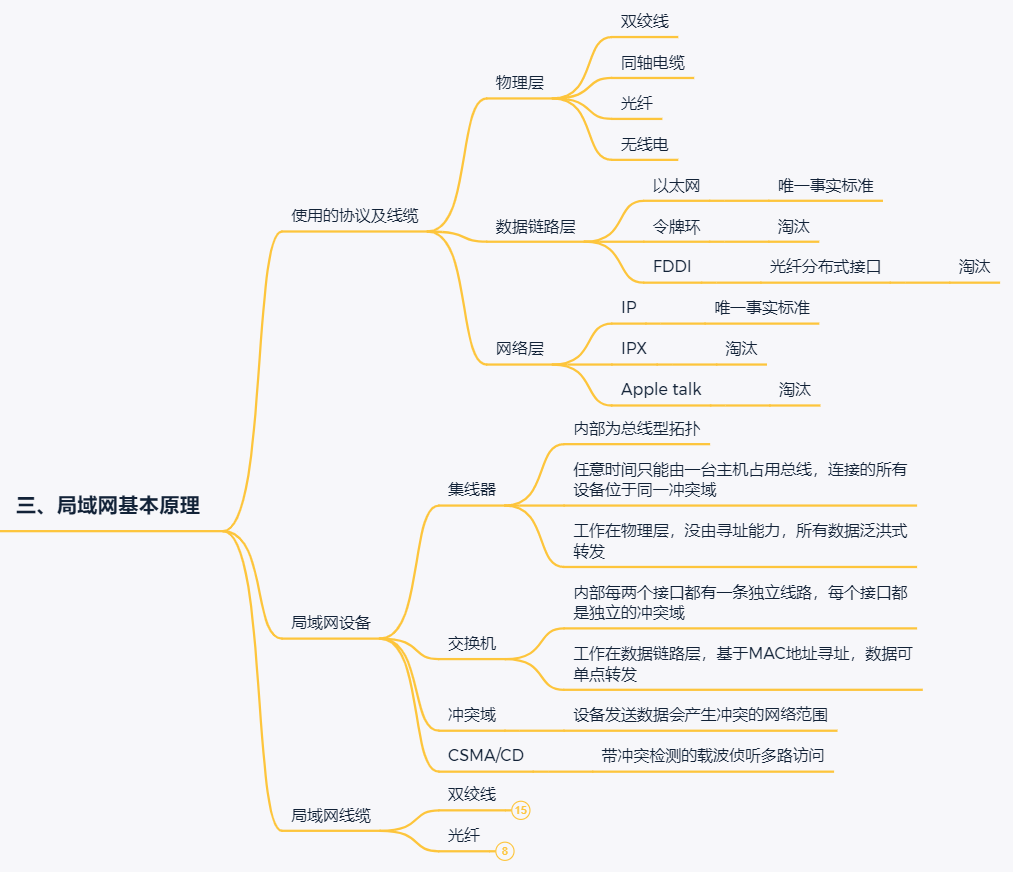 三、局域网基本原理
使用的协议及线缆
物理层
双绞线
同轴电缆
光纤
无线电
数据链路层
以太网 唯一事实标准
令牌环 淘汰
FDDI 光纤分布式接口 淘汰
网络层
IP 唯一事实标准
IPX 淘汰
Apple talk 淘汰
局域网设备
集线器
内部为总线型拓扑
任意时间只能由一台主机占用总线，连接的所有
设备位于同一冲突域
工作在物理层，没由寻址能力，所有数据泛洪式
转发
交换机
内部每两个接口都有一条独立线路，每个接口都
是独立的冲突域
工作在数据链路层，基于MAC地址寻址，数据可
单点转发
冲突域 设备发送数据会产生冲突的网络范围
CSMA/CD 带冲突检测的载波侦听多路访问
局域网线缆
双绞线 15
光纤 8